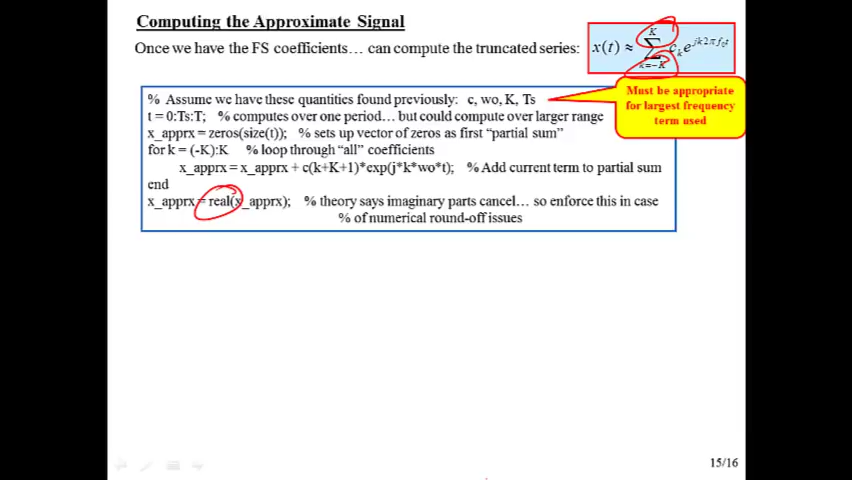 Computing the Approximate Signal
Once we have the FS coefficients… can compute the truncated series:
x(t) ≈ K ∑ k=−K c_k e^{jk2πf_0t}
Must be appropriate
for largest frequency
term used
% Assume we have these quantities found previously: c, wo, K, Ts
t = 0:Ts:T; % computes over one period… but could compute over larger range
x_apprx = zeros(size(t)); % sets up vector of zeros as first “partial sum”
for k = (-K):K % loop through “all” coefficients
x_apprx = x_apprx + c(k+K+1)*exp(j*k*wo*t); % Add current term to partial sum
end
x_apprx = real(x_apprx); % theory says imaginary parts cancel… so enforce this in case
% of numerical round-off issues
15/16